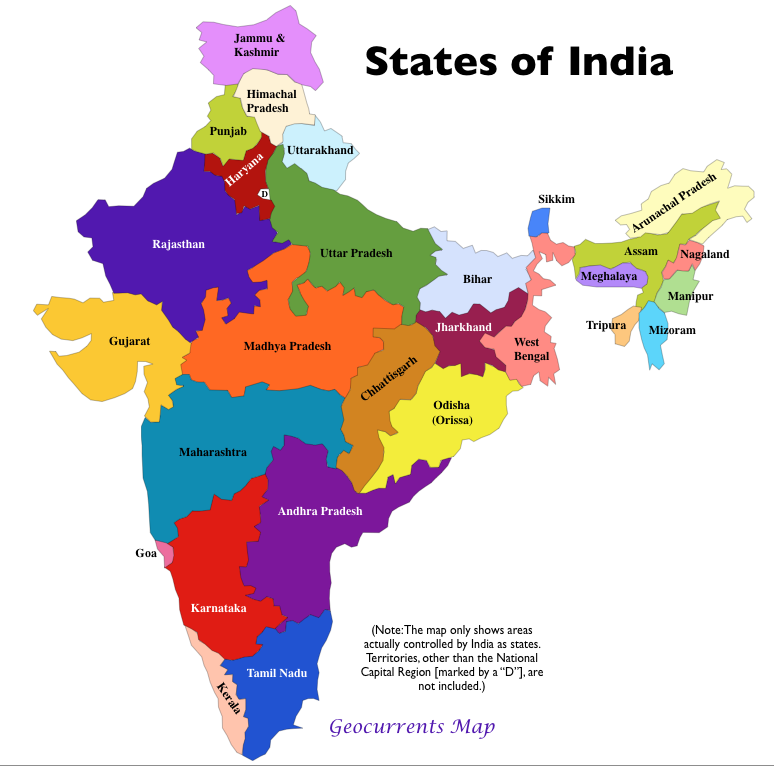 States of India
Jammu &
Kashmir
Himachal
Pradesh
Punjab
Uttarakhand
Haryana
D
Sikkim
Arunachal Pradesh
Rajasthan
Uttar Pradesh
Bihar
Assam
Nagaland
Meghalaya
Manipur
Gujarat
Madhya Pradesh
Jharkhand
West
Bengal
Tripura
Mizoram
Chhattisgarh
Odisha
(Orissa)
Maharashtra
Andhra Pradesh
Goa
Karnataka
Tamil Nadu
Kerala
(Note: The map only shows areas
actually controlled by India as states.
Territories, other than the National
Capital Region [marked by a “D”], are
not included.)
Geocurrents Map